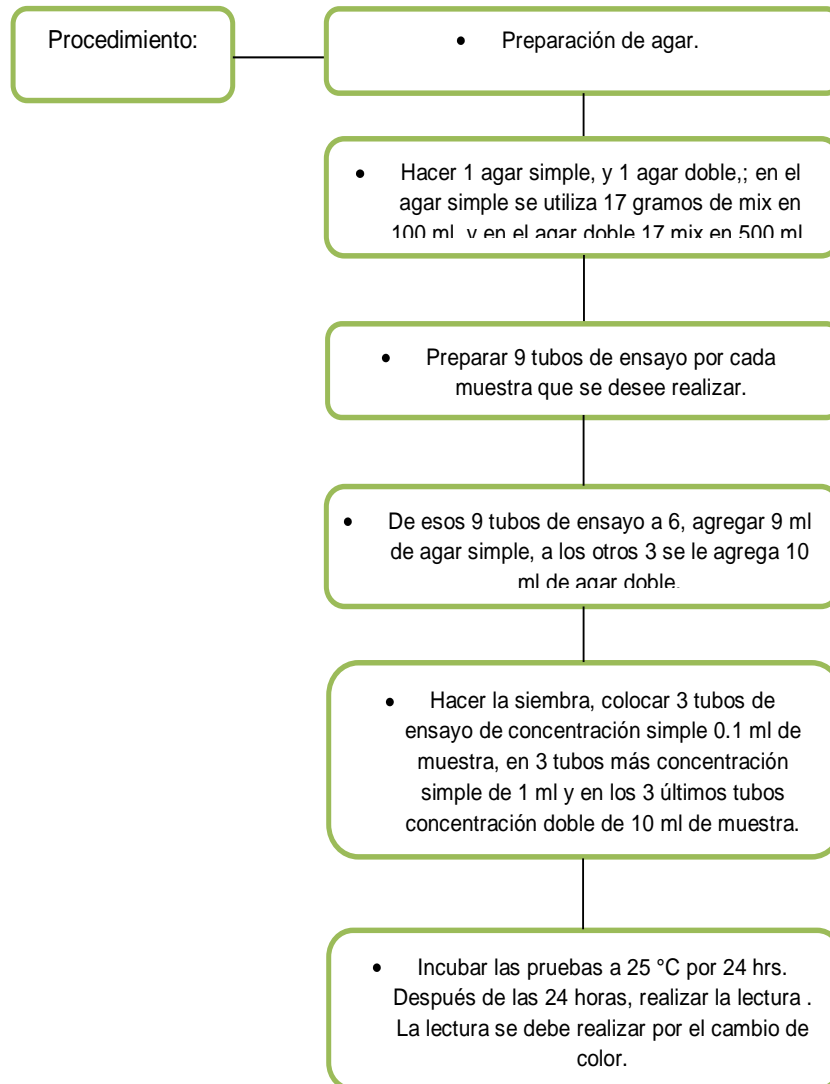 Procedimiento:
• Preparación de agar.
• Hacer 1 agar simple, y 1 agar doble,; en el
agar simple se utiliza 17 gramos de mix en
100 ml, y en el agar doble 17 mix en 500 ml
• Preparar 9 tubos de ensayo por cada
muestra que se desee realizar.
• De esos 9 tubos de ensayo a 6, agregar 9 ml
de agar simple, a los otros 3 se le agrega 10
ml de agar doble.
• Hacer la siembra, colocar 3 tubos de
ensayo de concentración simple 0.1 ml de
muestra, en 3 tubos más concentración
simple de 1 ml y en los 3 últimos tubos
concentración doble de 10 ml de muestra.
• Incubar las pruebas a 25 °C por 24 hrs.
Después de las 24 horas, realizar la lectura .
La lectura se debe realizar por el cambio de
color.